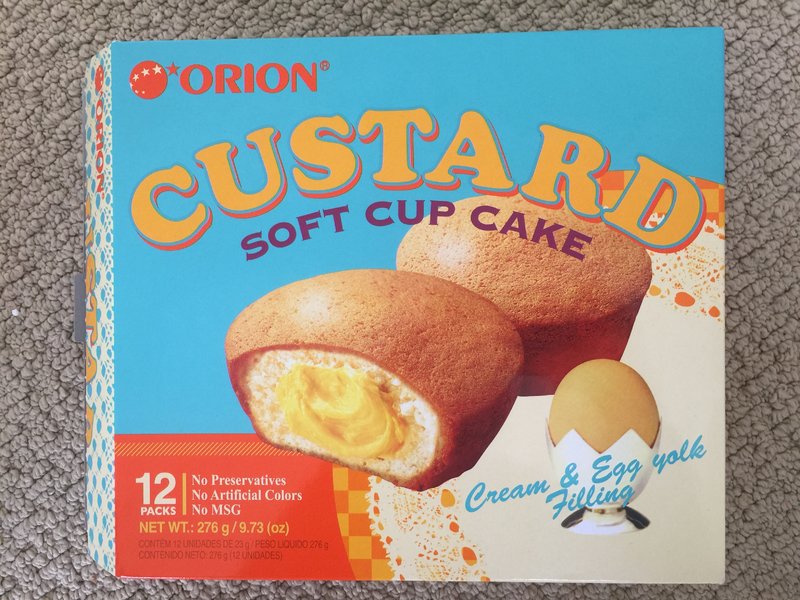 ORION®
CUSTARD
SOFT CUP CAKE
Cream & Egg yolk
Filling
12
PACKS
No Preservatives
No Artificial Colors
No MSG
NET WT.: 276 g / 9.73 (oz)
CONTÉM 12 UNIDADES DE 23 g / PESO LÍQUIDO 276 g
CONTENIDO NETO: 276 g (12 UNIDADES)
ORION